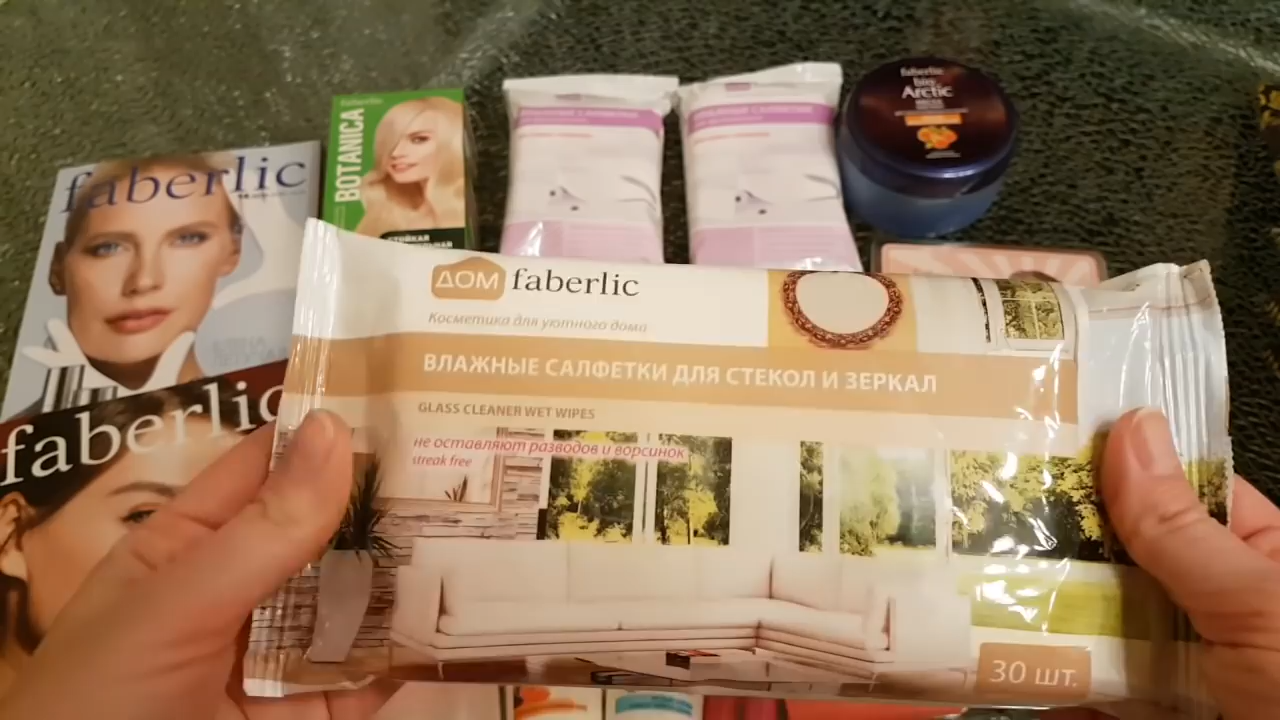 faberlic
faberlic
BOTANICA
faberlic
bio
Arctic
ДОМ faberlic
Косметика для уютного дома
ВЛАЖНЫЕ САЛФЕТКИ ДЛЯ СТЕКОЛ И ЗЕРКАЛ
GLASS CLEANER WET WIPES
не оставляют разводов и ворсинок
streak free
30 шт.